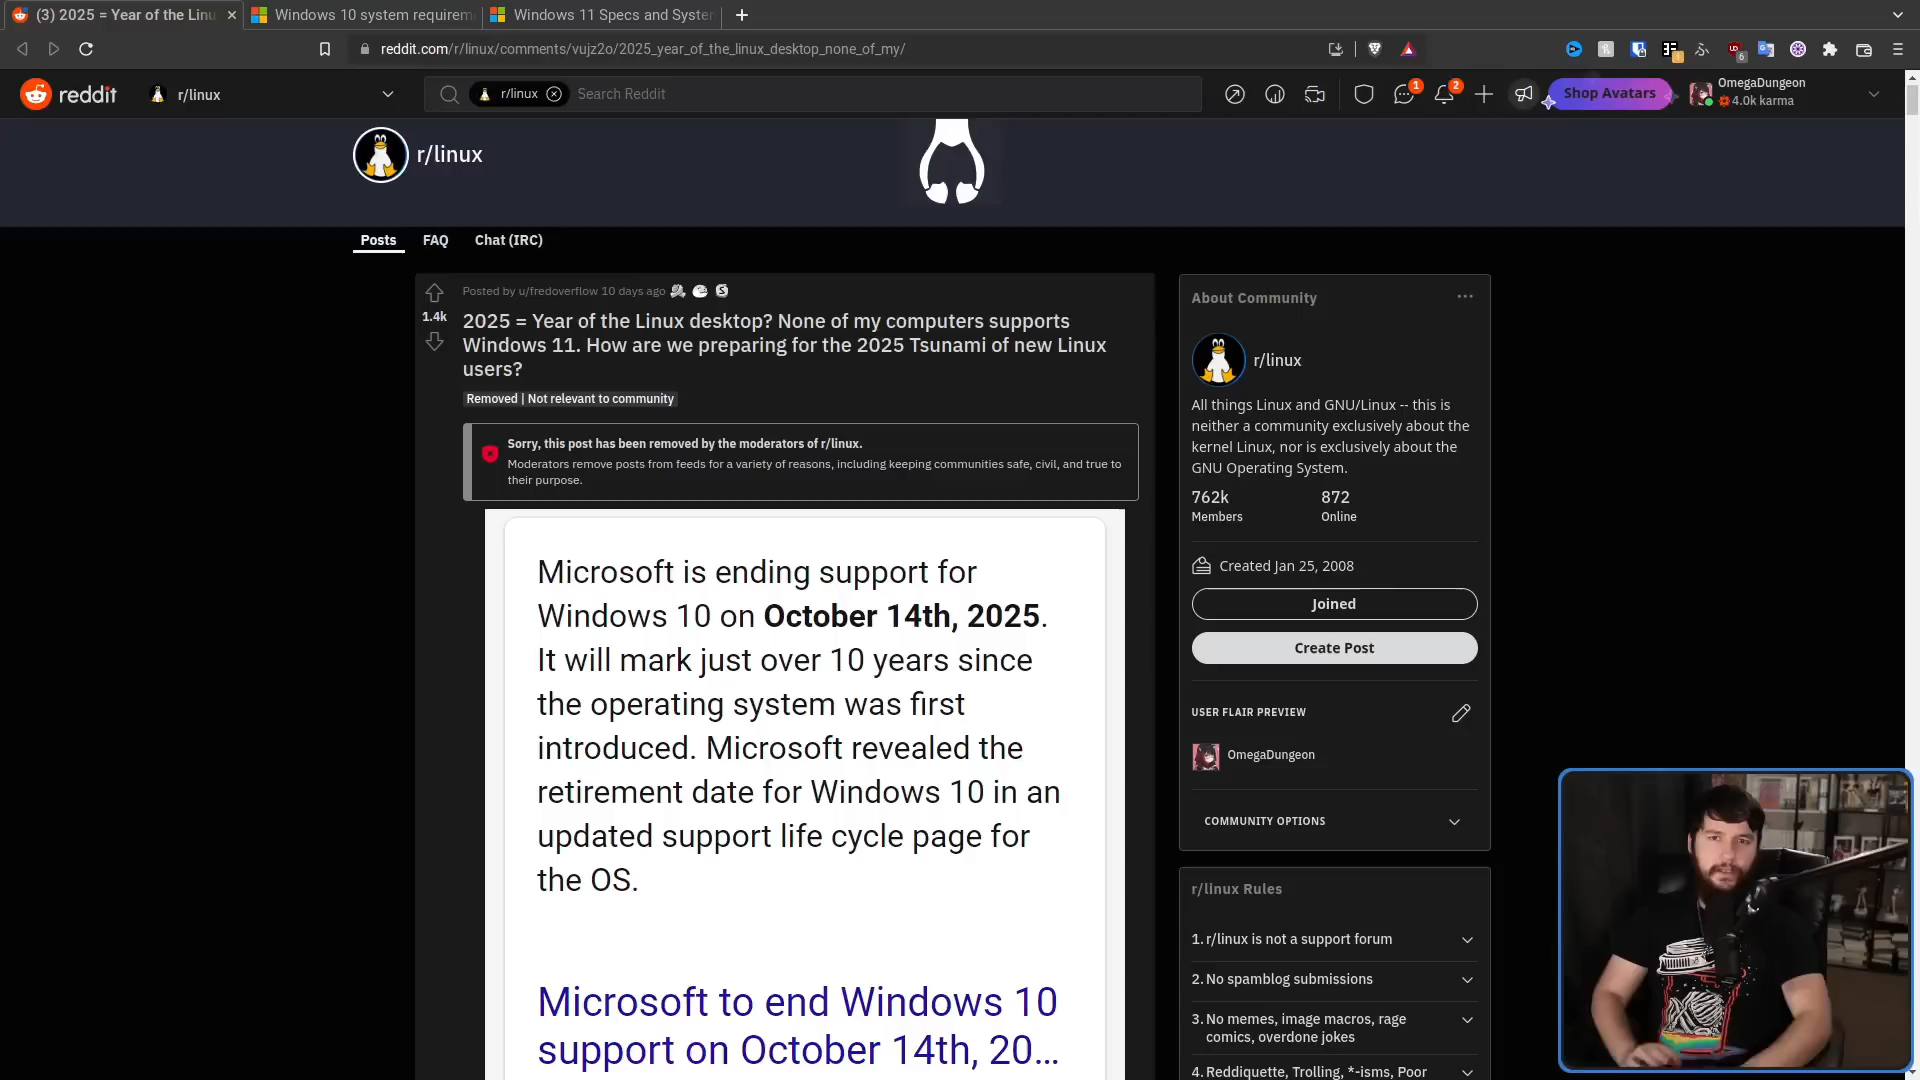 (3) 2025 = Year of the Linu
Windows 10 system requirem
Windows 11 Specs and Syster
reddit.com/r/linux/comments/vujz2o/2025_year_of_the_linux_desktop_none_of_my/
reddit
r/linux
r/linux
Search Reddit
1
2
Shop Avatars
OmegaDungeon
4.0k karma
r/linux
Posts
FAQ
Chat (IRC)
Posted by u/fredoverflow 10 days ago
1.4k
2025 = Year of the Linux desktop? None of my computers supports
Windows 11. How are we preparing for the 2025 Tsunami of new Linux
users?
Removed | Not relevant to community
Sorry, this post has been removed by the moderators of r/linux.
Moderators remove posts from feeds for a variety of reasons, including keeping communities safe, civil, and true to
their purpose.
Microsoft is ending support for
Windows 10 on October 14th, 2025.
It will mark just over 10 years since
the operating system was first
introduced. Microsoft revealed the
retirement date for Windows 10 in an
updated support life cycle page for
the OS.
Microsoft to end Windows 10
support on October 14th, 20...
About Community
r/linux
All things Linux and GNU/Linux -- this is
neither a community exclusively about the
kernel Linux, nor is exclusively about the
GNU Operating System.
762k
Members
872
Online
Created Jan 25, 2008
Joined
Create Post
USER FLAIR PREVIEW
OmegaDungeon
COMMUNITY OPTIONS
r/linux Rules
1. r/linux is not a support forum
2. No spamblog submissions
3. No memes, image macros, rage
comics, overdone jokes
4. Reddiquette, Trolling, *-isms, Poor